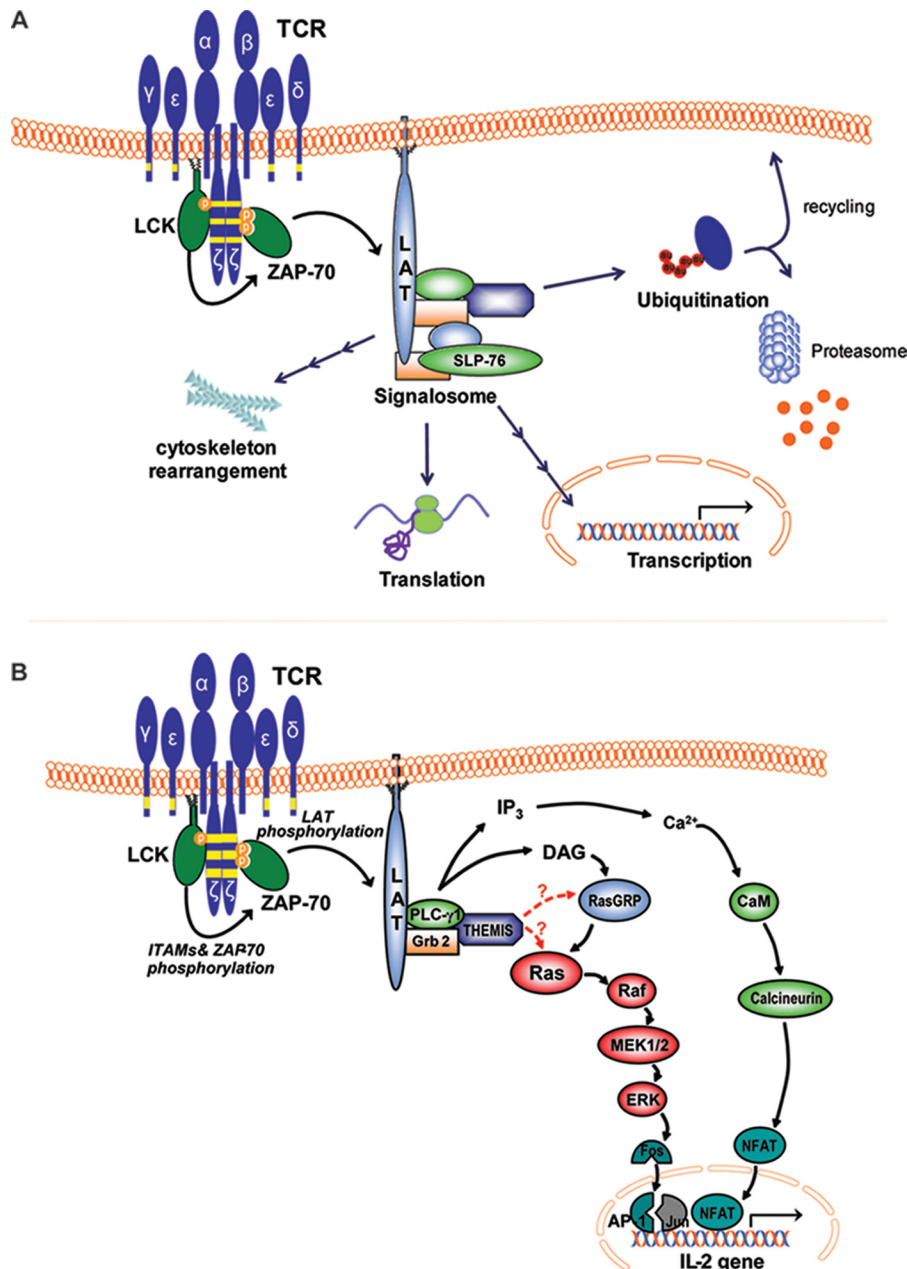 A
TCR
α
β
γ
ε
ε
δ
LCK
p
p
p
ζ
ζ
ZAP-70
LAT
SLP-76
Signalosome
recycling
Ubiquitination
Proteasome
cytoskeleton
rearrangement
Translation
Transcription
B
TCR
α
β
γ
ε
ε
δ
LCK
p
p
p
ζ
ζ
ZAP-70
LAT
phosphorylation
ITAMs& ZAP70
phosphorylation
LAT
PLC-γ1
Grb 2
THEMIS
IP3
Ca2+
DAG
?
?
RasGRP
CaM
Ras
Raf
Calcineurin
MEK1/2
ERK
Fos
NFAT
AP-1
Jun
NFAT
IL-2 gene